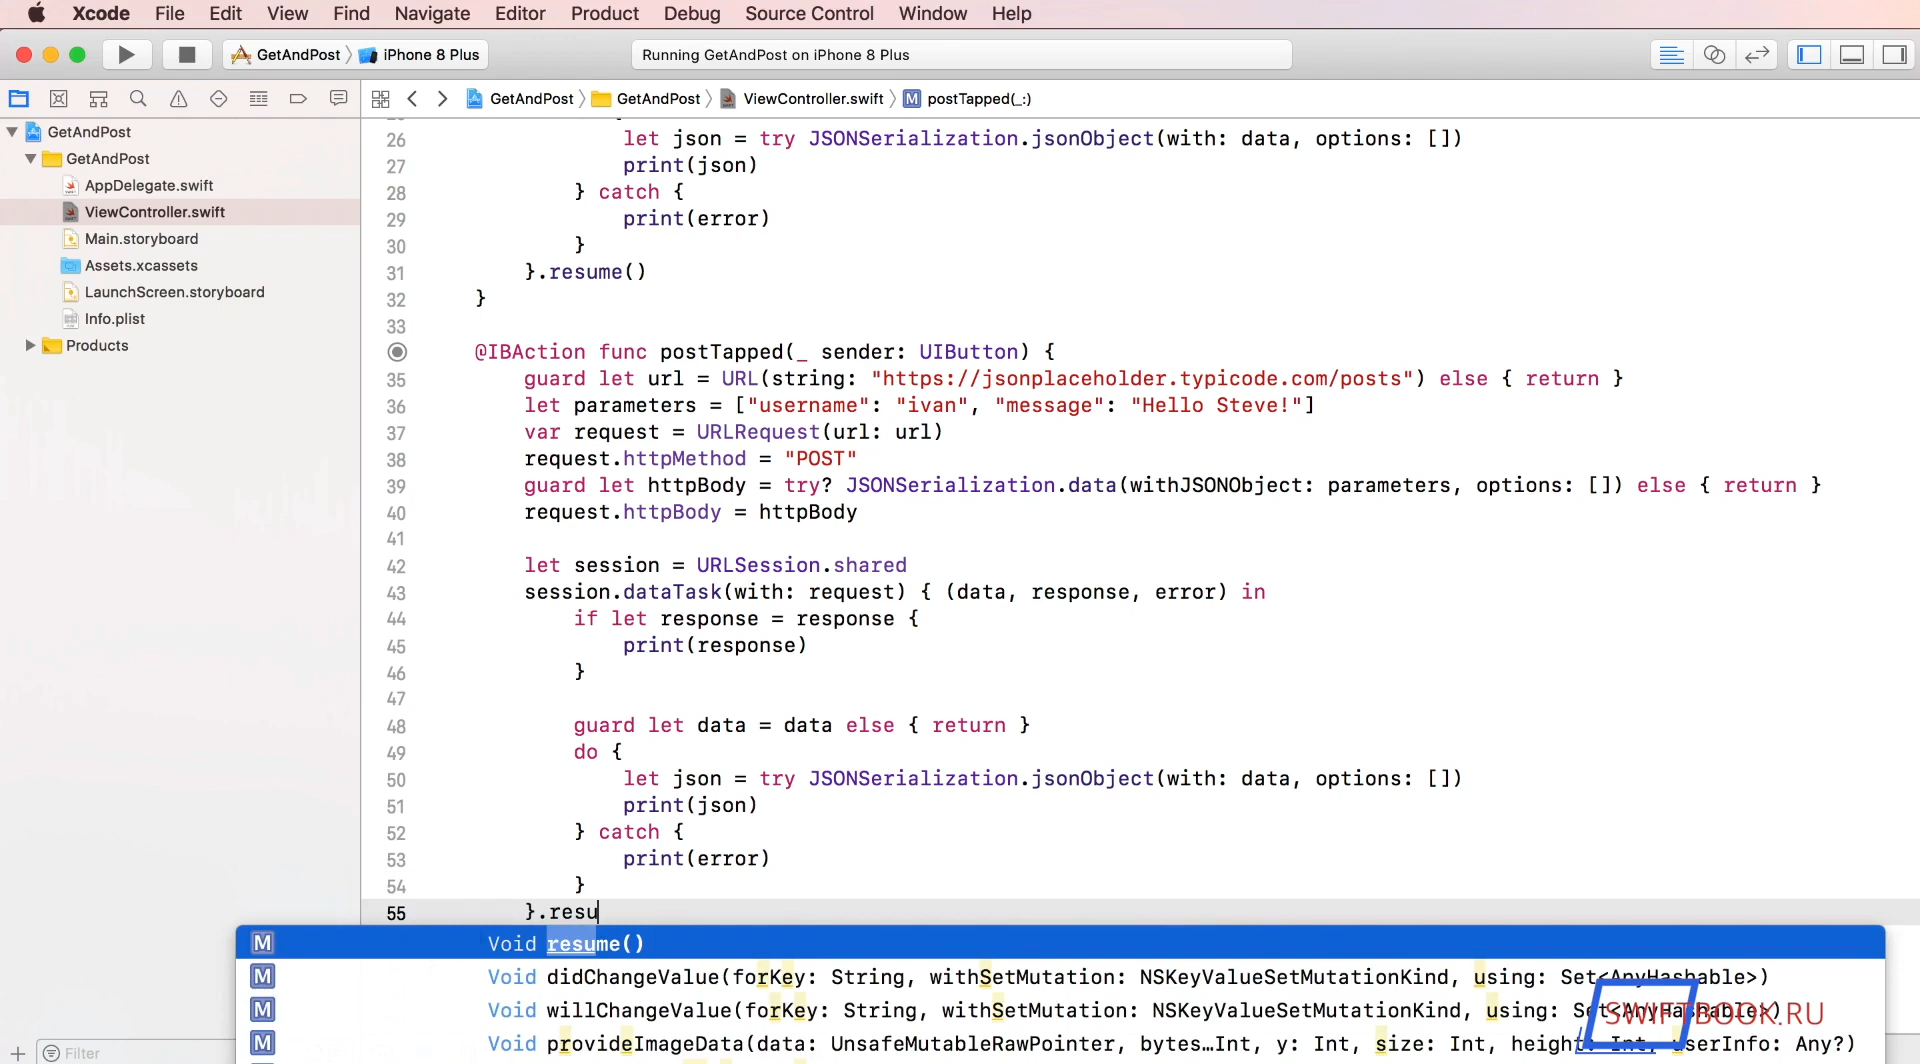 Xcode File Edit View Find Navigate Editor Product Debug Source Control Window Help
GetAndPost iPhone 8 Plus Running GetAndPost on iPhone 8 Plus
GetAndPost GetAndPost ViewController.swift M postTapped(_:)
GetAndPost
GetAndPost
AppDelegate.swift
ViewController.swift
Main.storyboard
Assets.xcassets
LaunchScreen.storyboard
Info.plist
Products
Filter
26 let json = try JSONSerialization.jsonObject(with: data, options: [])
27 print(json)
28 } catch {
29 print(error)
30 }
31 }.resume()
32 }
33
@IBAction func postTapped(_ sender: UIButton) {
35 guard let url = URL(string: "https://jsonplaceholder.typicode.com/posts") else { return }
36 let parameters = ["username": "ivan", "message": "Hello Steve!"]
37 var request = URLRequest(url: url)
38 request.httpMethod = "POST"
39 guard let httpBody = try? JSONSerialization.data(withJSONObject: parameters, options: []) else { return }
40 request.httpBody = httpBody
41
42 let session = URLSession.shared
43 session.dataTask(with: request) { (data, response, error) in
44 if let response = response {
45 print(response)
46 }
47
48 guard let data = data else { return }
49 do {
50 let json = try JSONSerialization.jsonObject(with: data, options: [])
51 print(json)
52 } catch {
53 print(error)
54 }
55 }.resu
M Void resume()
M Void didChangeValue(forKey: String, withSetMutation: NSKeyValueSetMutationKind, using: Set<AnyHashable>)
M Void willChangeValue(forKey: String, withSetMutation: NSKeyValueSetMutationKind, using: Set<AnyHashable>)
M Void provideImageData(data: UnsafeMutableRawPointer, bytes…Int, y: Int, size: Int, height: Int, userInfo: Any?)
SWIFTBOOK.RU